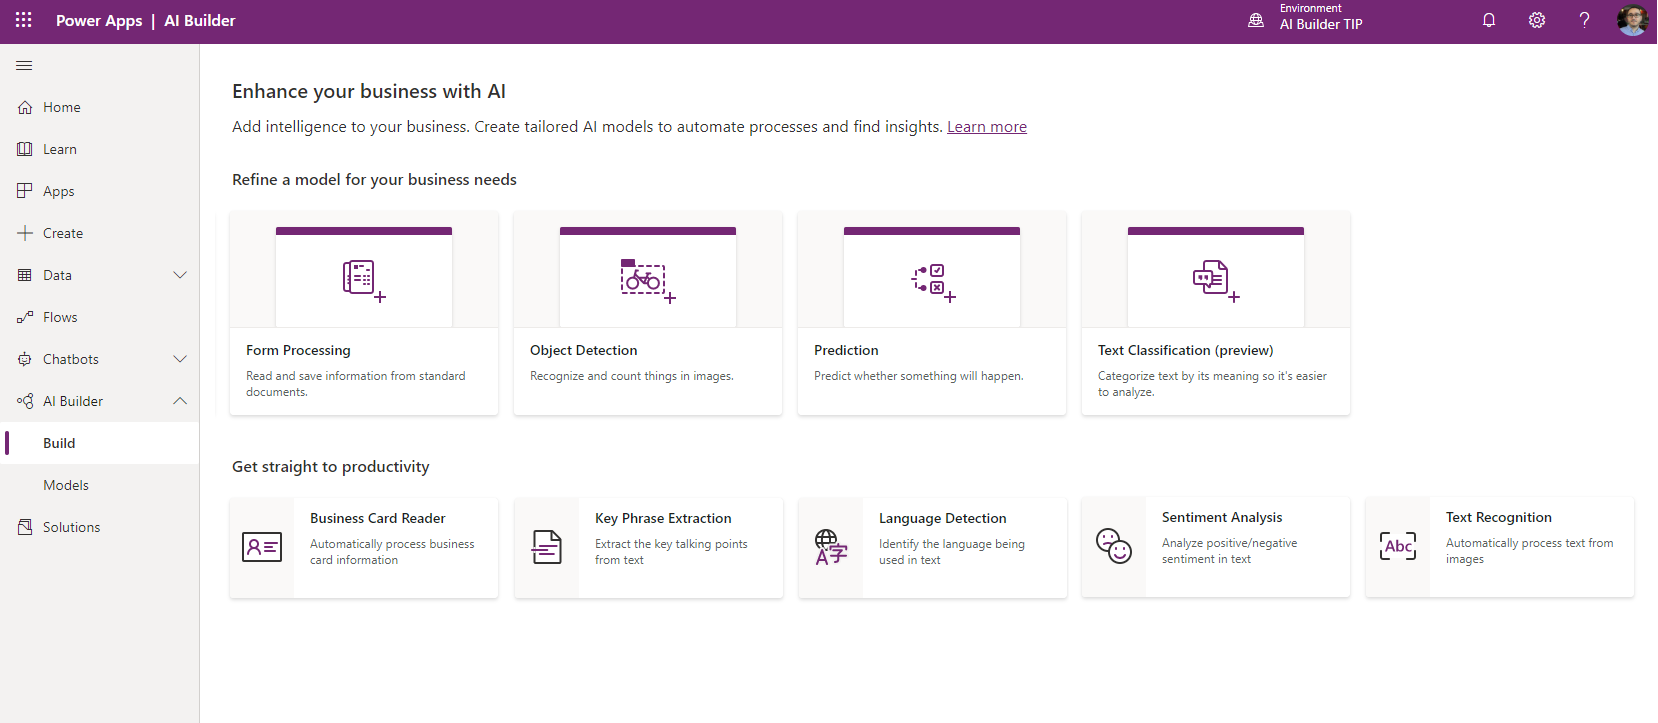 Power Apps | AI Builder
Environment
AI Builder TIP
Home
Learn
Apps
Create
Data
Flows
Chatbots
AI Builder
Build
Models
Solutions
Enhance your business with AI
Add intelligence to your business. Create tailored AI models to automate processes and find insights. Learn more
Refine a model for your business needs
Form Processing
Read and save information from standard
documents.
Object Detection
Recognize and count things in images.
Prediction
Predict whether something will happen.
Text Classification (preview)
Categorize text by its meaning so it's easier
to analyze.
Get straight to productivity
Business Card Reader
Automatically process business
card information
Key Phrase Extraction
Extract the key talking points
from text
A字
Language Detection
Identify the language being
used in text
Sentiment Analysis
Analyze positive/negative
sentiment in text
Abc
Text Recognition
Automatically process text from
images